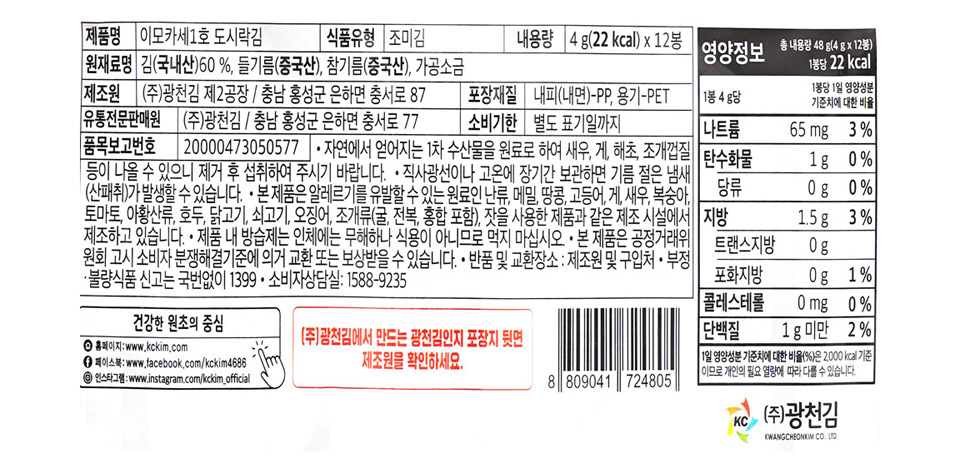 제품명 이모카세1호 도시락김 식품유형 조미김 내용량 4 g(22 kcal) × 12봉
원재료명 김(국내산)60 %, 들기름(중국산), 참기름(중국산), 가공소금
제조원 (주)광천김 제2공장 / 충남 홍성군 은하면 충서로 87 포장재질 내피(내면)-PP, 용기-PET
유통전문판매원 (주)광천김 / 충남 홍성군 은하면 충서로 77 소비기한 별도 표기일까지
품목보고번호 20000473050577 • 자연에서 얻어지는 1차 수산물을 원료로 하여 새우, 게, 해초, 조개껍질
등이 나올 수 있으니 제거 후 섭취하여 주시기 바랍니다. • 직사광선이나 고온에 장기간 보관하면 기름 절은 냄새
(산패취)가 발생할 수 있습니다. • 본 제품은 알레르기를 유발할 수 있는 원료인 난류, 메밀, 땅콩, 고등어, 게, 새우, 복숭아,
토마토, 아황산류, 호두, 닭고기, 쇠고기, 오징어, 조개류(굴, 전복, 홍합 포함), 잣을 사용한 제품과 같은 제조 시설에서
제조하고 있습니다. • 제품 내 방습제는 인체에는 무해하나 식용이 아니므로 먹지 마십시오. • 본 제품은 공정거래위
원회 고시 소비자 분쟁해결기준에 의거 교환 또는 보상받을 수 있습니다. • 반품 및 교환장소 : 제조원 및 구입처 • 부정
·불량식품 신고는 국번없이 1399 • 소비자상담실: 1588-9235
건강한 원초의 중심
홈페이지: www.kckim.com
페이스북: www.facebook.com/kckim4686
인스타그램: www.instagram.com/kckim_official
(주)광천김에서 만드는 광천김인지 포장지 뒷면
제조원을 확인하세요.
8 809041 724805
영양정보 총 내용량 48 g(4 g x 12봉)
1봉당 22 kcal
1봉 4 g당 1봉당 1일 영양성분
기준치에 대한 비율
나트륨 65 mg 3 %
탄수화물 1 g 0 %
당류 0 g 0 %
지방 1.5 g 3 %
트랜스지방 0 g
포화지방 0 g 1 %
콜레스테롤 0 mg 0 %
단백질 1 g 미만 2 %
1일 영양성분 기준치에 대한 비율(%)은 2,000 kcal 기준
이므로 개인의 필요 열량에 따라 다를 수 있습니다.
KC (주)광천김
KWANGCHEONKIM CO. LTD